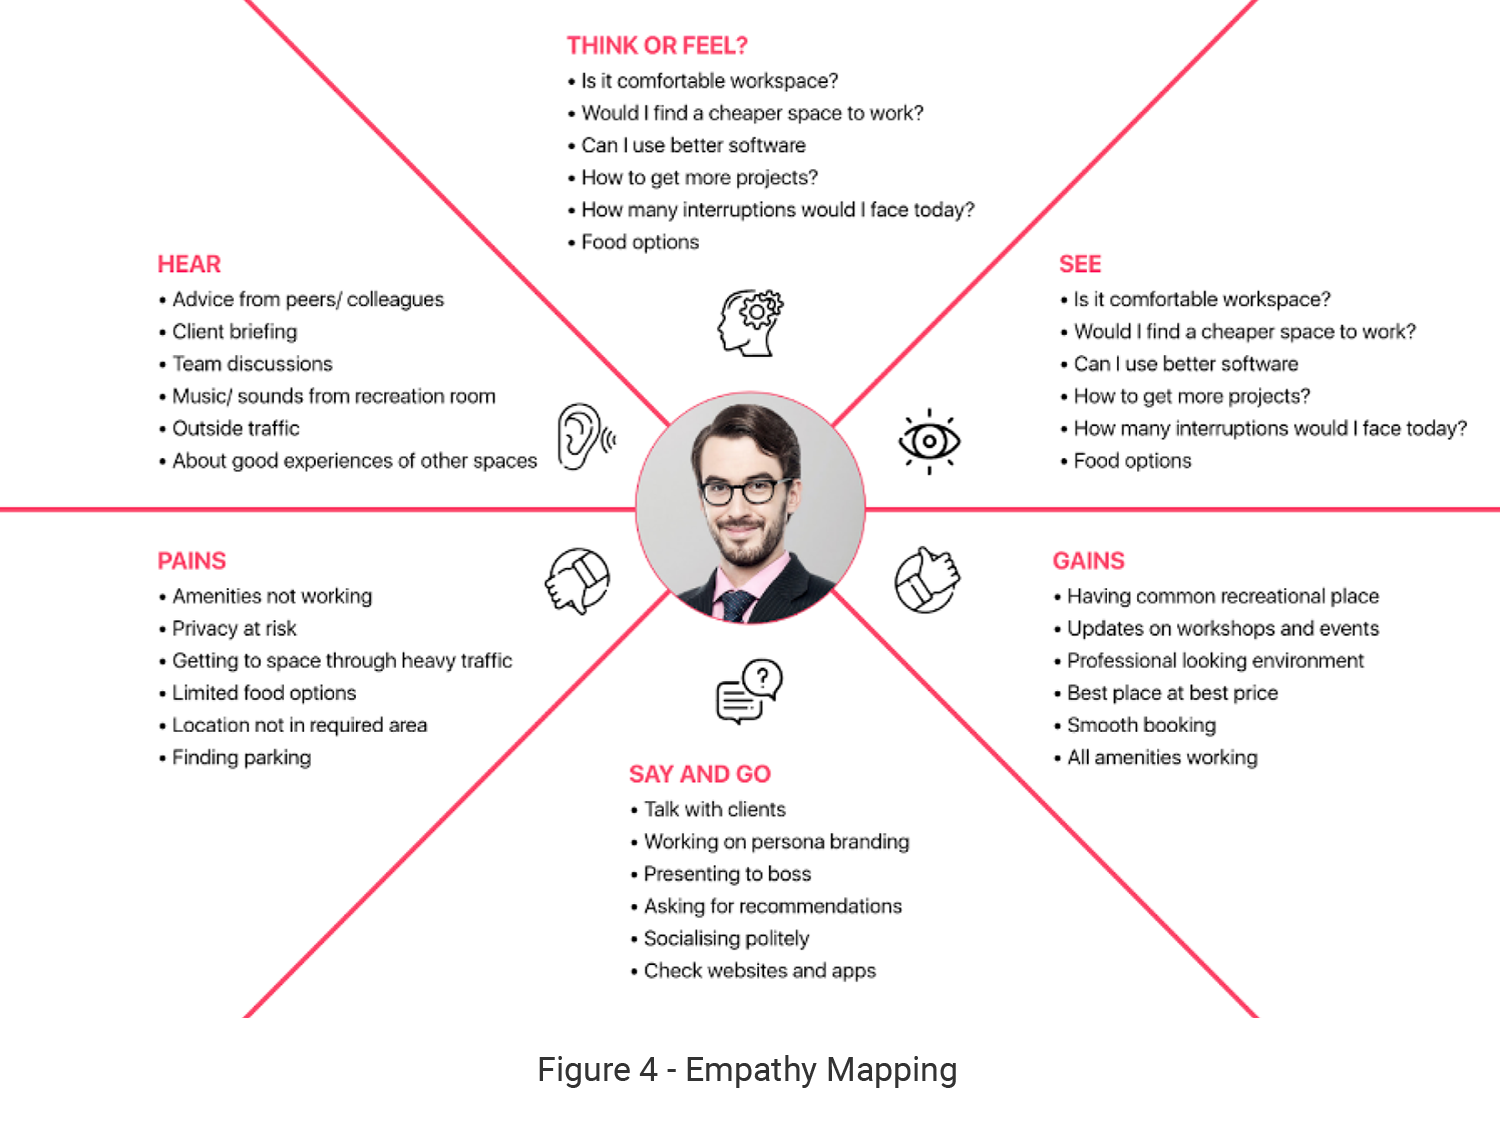 THINK OR FEEL?
• Is it comfortable workspace?
• Would I find a cheaper space to work?
• Can I use better software
• How to get more projects?
• How many interruptions would I face today?
• Food options
HEAR
• Advice from peers/ colleagues
• Client briefing
• Team discussions
• Music/ sounds from recreation room
• Outside traffic
• About good experiences of other spaces
SEE
• Is it comfortable workspace?
• Would I find a cheaper space to work?
• Can I use better software
• How to get more projects?
• How many interruptions would I face today?
• Food options
PAINS
• Amenities not working
• Privacy at risk
• Getting to space through heavy traffic
• Limited food options
• Location not in required area
• Finding parking
GAINS
• Having common recreational place
• Updates on workshops and events
• Professional looking environment
• Best place at best price
• Smooth booking
• All amenities working
?
SAY AND GO
• Talk with clients
• Working on persona branding
• Presenting to boss
• Asking for recommendations
• Socialising politely
• Check websites and apps
Figure 4 - Empathy Mapping